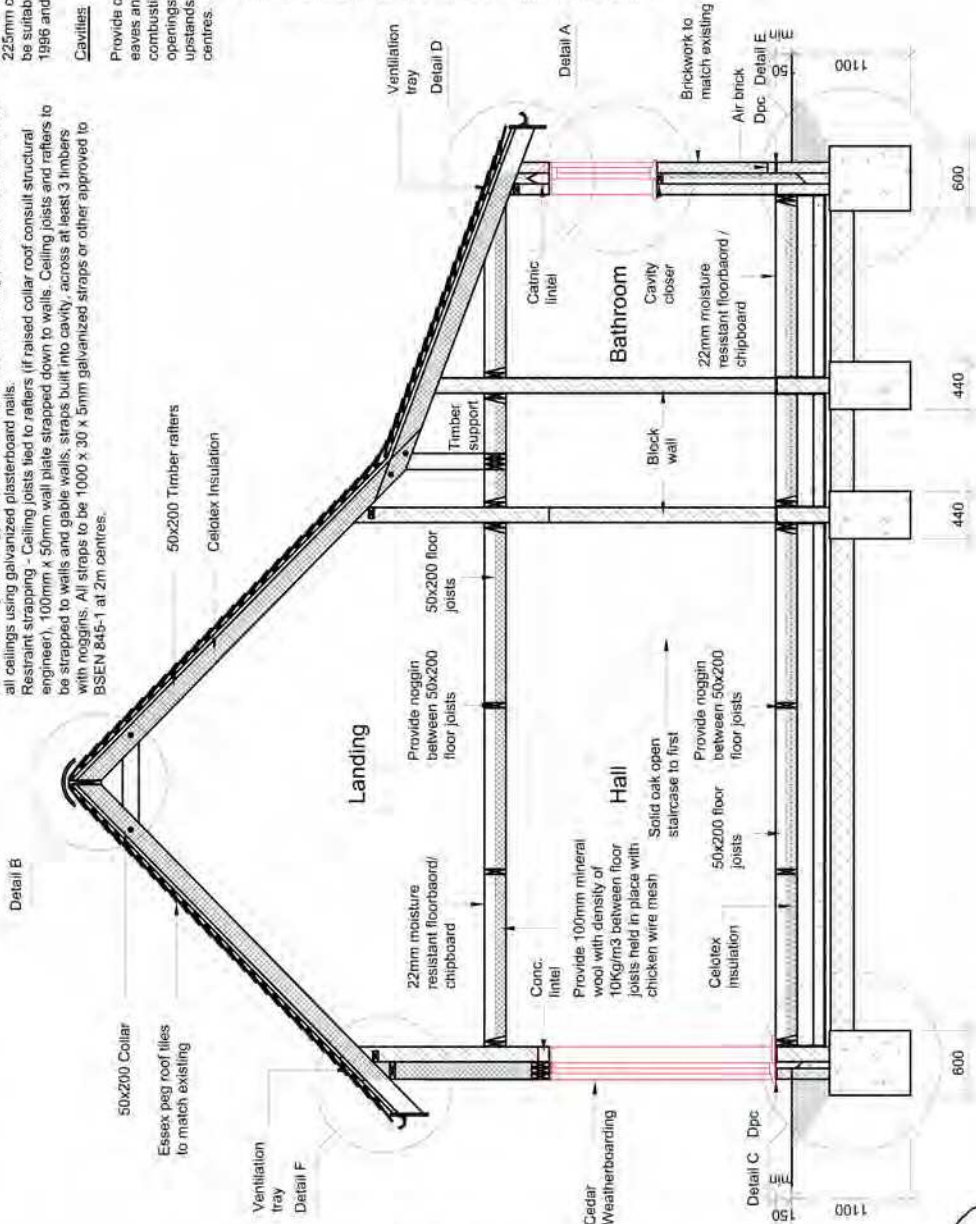 225mm c
be suitab
1996 and
Cavities
Provide c
eaves an
combusti
openings
upstands
centres.
all ceilings using galvanized plasterboard nails.
Restraint strapping - Ceiling joists tied to rafters (if raised collar roof consult structural
engineer). 100mm x 50mm wall plate strapped down to walls. Ceiling joists and rafters to
be strapped to walls and gable walls, straps built into cavity, across at least 3 timbers
with noggins. All straps to be 1000 x 30 x 5mm galvanized straps or other approved to
BSEN 845-1 at 2m centres.
Detail B
50x200 Timber rafters
Celotex Insulation
50x200 Collar
Essex peg roof tiles
to match existing
Ventilation
tray
Detail F
Ventilation
tray
Detail D
Detail A
Landing
22mm moisture
resistant floorbaord/
chipboard
Provide noggin
between 50x200
floor joists
50x200 floor
joists
Timber
support
Catnic
lintel
Conc.
lintel
Hall
Provide 100mm mineral
wool with density of
10Kg/m3 between floor
joists held in place with
chicken wire mesh
Solid oak open
staircase to first
Block
wall
Bathroom
Cavity
closer
Brickwork to
match existing
Air brick
Dpc
Detail E
Cedar
Weatherboarding
Celotex
insulation
50x200 floor
joists
Provide noggin
between 50x200
floor joists
22mm moisture
resistant floorbaord /
chipboard
Detail C
Dpc
150
min
1100
50
min
1100
600
440
440
600